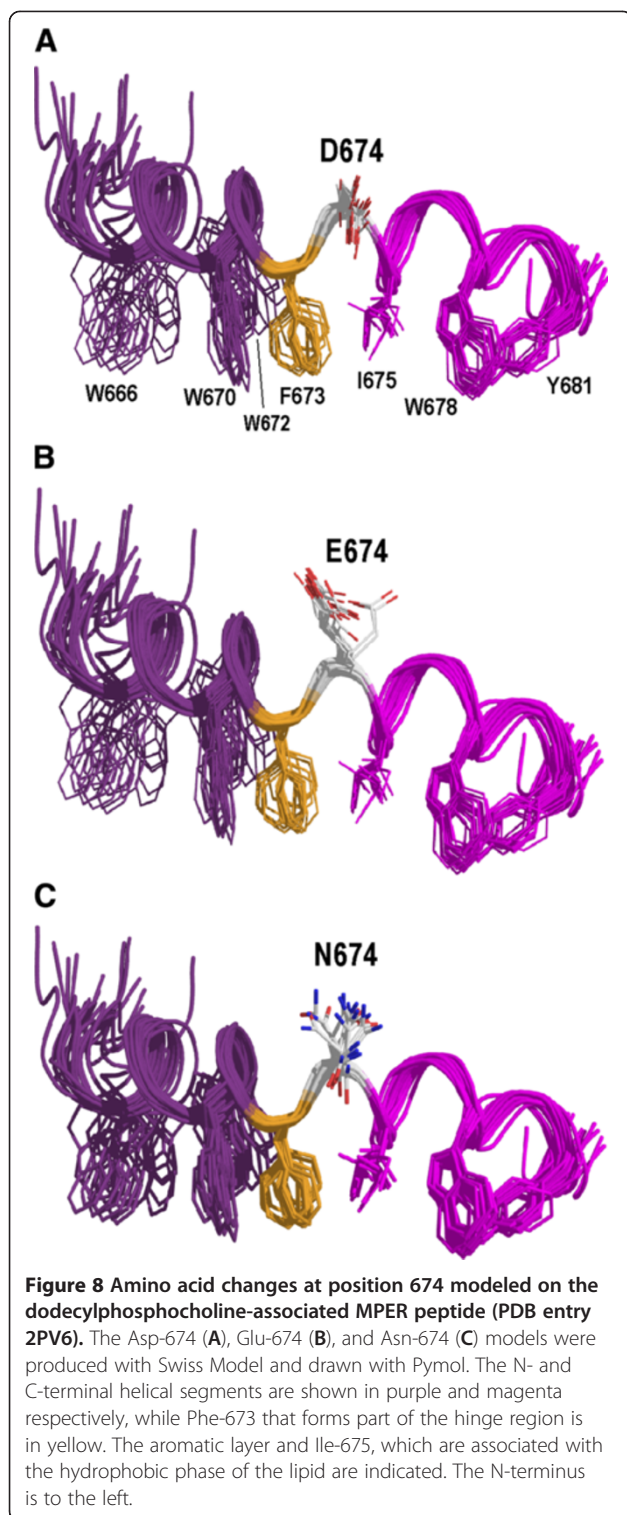 A
D674
W666
W670
W672
F673
I675
W678
Y681
B
E674
C
N674
Figure 8 Amino acid changes at position 674 modeled on the
dodecylphosphocholine-associated MPER peptide (PDB entry
2PV6). The Asp-674 (A), Glu-674 (B), and Asn-674 (C) models were
produced with Swiss Model and drawn with Pymol. The N- and
C-terminal helical segments are shown in purple and magenta
respectively, while Phe-673 that forms part of the hinge region is
in yellow. The aromatic layer and Ile-675, which are associated with
the hydrophobic phase of the lipid are indicated. The N-terminus
is to the left.